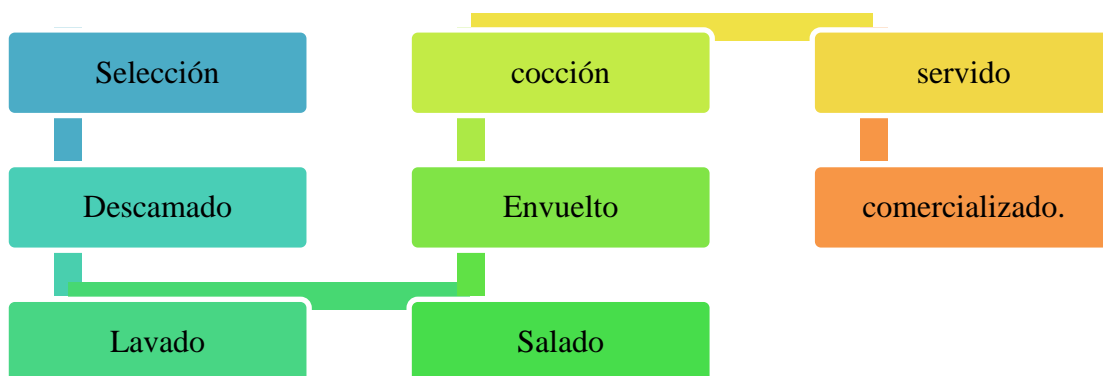 Selección
Descamado
Lavado
Salado
Envuelto
cocción
servido
comercializado.